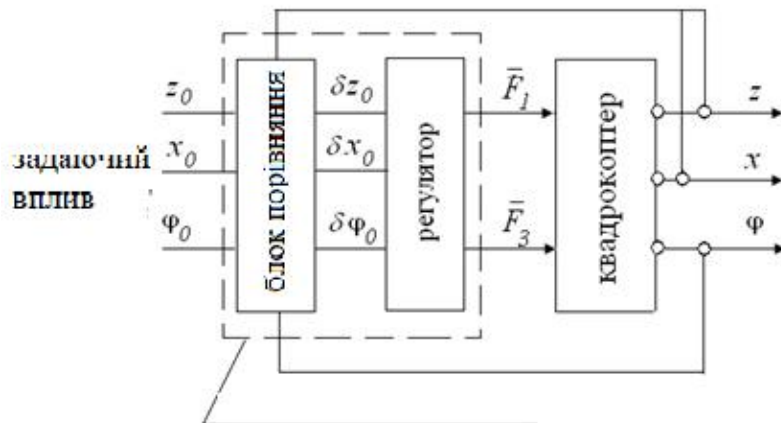 z₀
задаючий
x₀
вплив
φ₀
блок порівняння
δz₀
δx₀
δφ₀
регулятор
F̄₁
F̄₃
квадрокоптер
z
x
φ